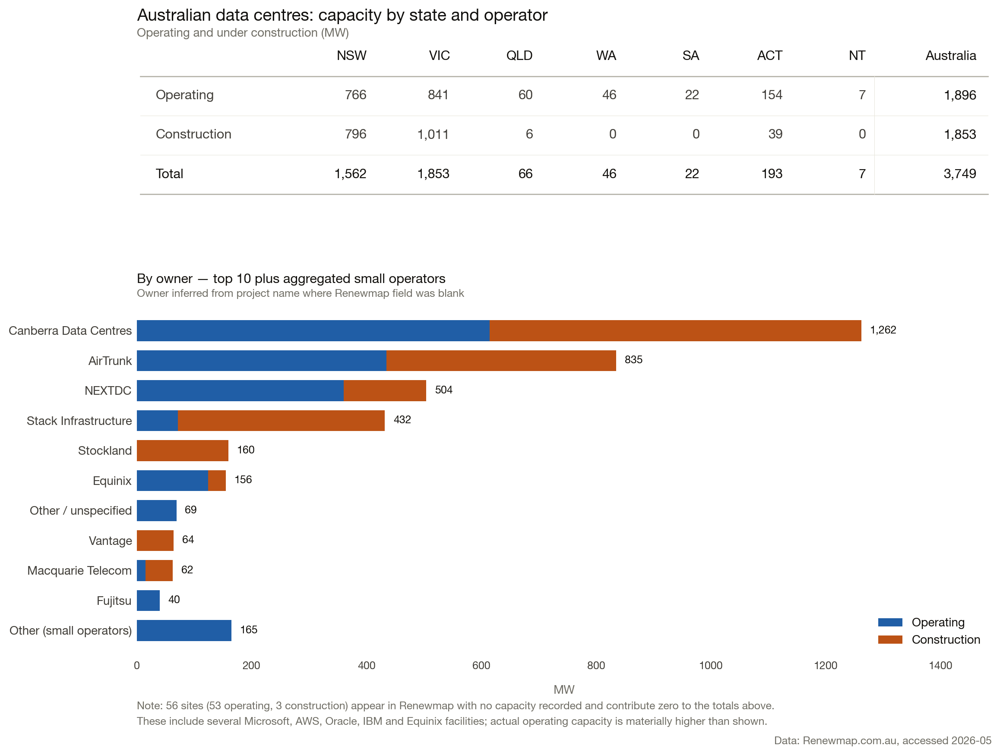 Australian data centres: capacity by state and operator
Operating and under construction (MW)
NSW VIC QLD WA SA ACT NT Australia
Operating 766 841 60 46 22 154 7 1,896
Construction 796 1,011 6 0 0 39 0 1,853
Total 1,562 1,853 66 46 22 193 7 3,749
By owner — top 10 plus aggregated small operators
Owner inferred from project name where Renewmap field was blank
Canberra Data Centres 1,262
AirTrunk 835
NEXTDC 504
Stack Infrastructure 432
Stockland 160
Equinix 156
Other / unspecified 69
Vantage 64
Macquarie Telecom 62
Fujitsu 40
Other (small operators) 165
Operating
Construction
0 200 400 600 800 1000 1200 1400
MW
Note: 56 sites (53 operating, 3 construction) appear in Renewmap with no capacity recorded and contribute zero to the totals above.
These include several Microsoft, AWS, Oracle, IBM and Equinix facilities; actual operating capacity is materially higher than shown.
Data: Renewmap.com.au, accessed 2026-05